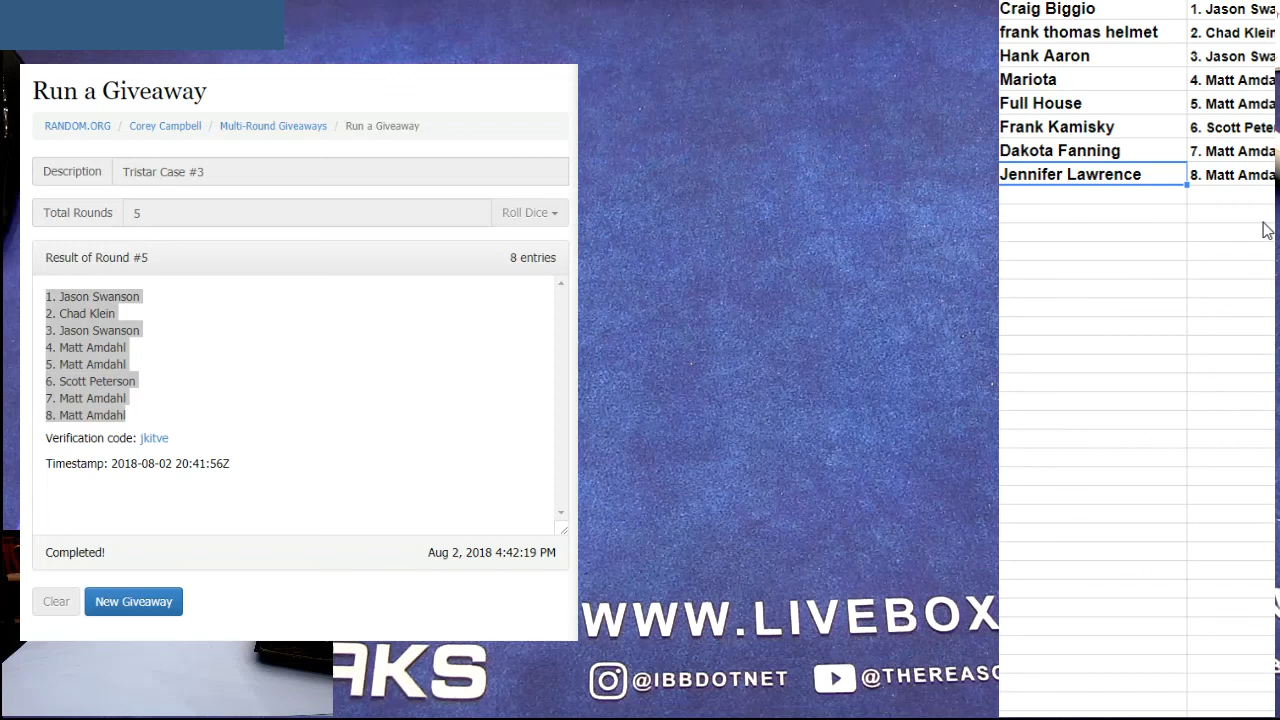 Run a Giveaway
RANDOM.ORG / Corey Campbell / Multi-Round Giveaways / Run a Giveaway
Description Tristar Case #3
Total Rounds 5 Roll Dice
Result of Round #5 8 entries
1. Jason Swanson
2. Chad Klein
3. Jason Swanson
4. Matt Amdahl
5. Matt Amdahl
6. Scott Peterson
7. Matt Amdahl
8. Matt Amdahl
Verification code: jkitve
Timestamp: 2018-08-02 20:41:56Z
Completed! Aug 2, 2018 4:42:19 PM
Clear New Giveaway
Craig Biggio 1. Jason Swa
frank thomas helmet 2. Chad Klein
Hank Aaron 3. Jason Swa
Mariota 4. Matt Amda
Full House 5. Matt Amda
Frank Kamisky 6. Scott Pete
Dakota Fanning 7. Matt Amda
Jennifer Lawrence 8. Matt Amda
WWW.LIVEBOX
AKS @IBBDOTNET @THEREASO